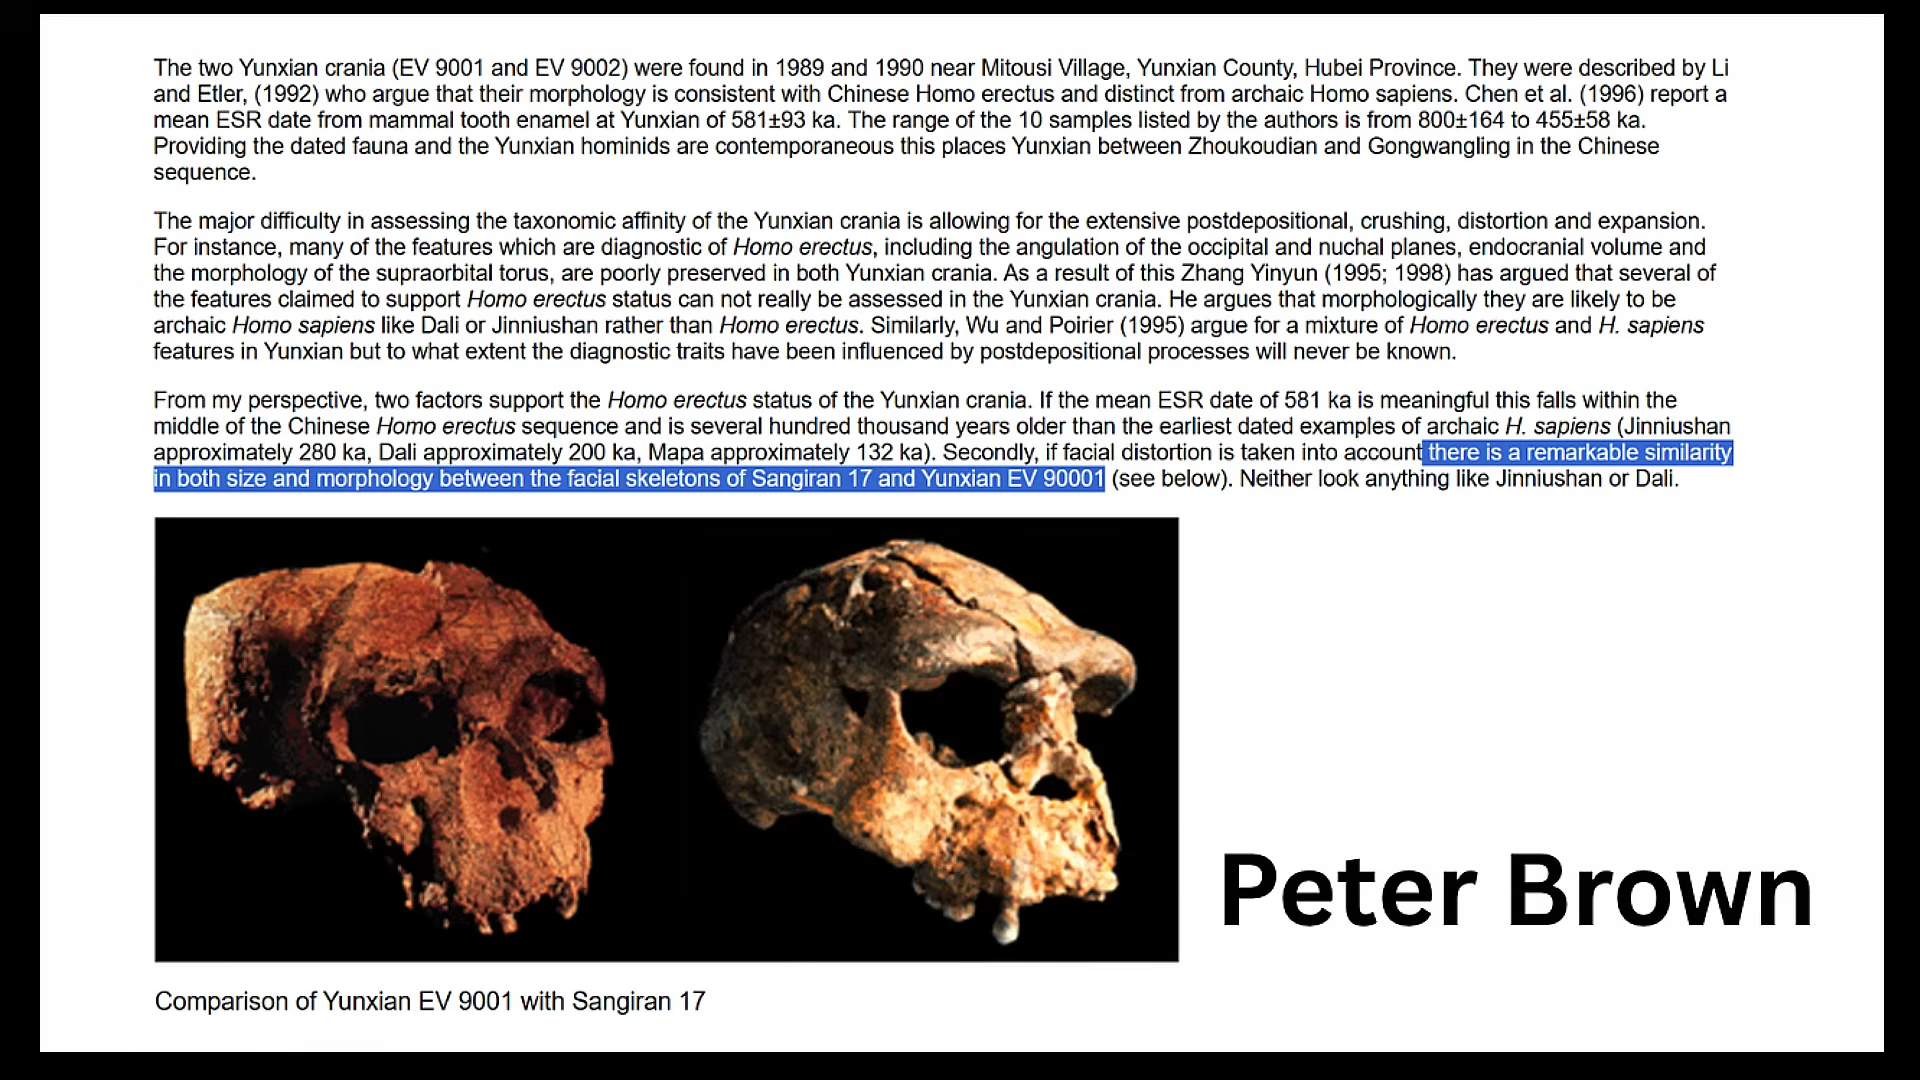 The two Yunxian crania (EV 9001 and EV 9002) were found in 1989 and 1990 near Mitousi Village, Yunxian County, Hubei Province. They were described by Li
and Etler, (1992) who argue that their morphology is consistent with Chinese Homo erectus and distinct from archaic Homo sapiens. Chen et al. (1996) report a
mean ESR date from mammal tooth enamel at Yunxian of 581±93 ka. The range of the 10 samples listed by the authors is from 800±164 to 455±58 ka.
Providing the dated fauna and the Yunxian hominids are contemporaneous this places Yunxian between Zhoukoudian and Gongwangling in the Chinese
sequence.
The major difficulty in assessing the taxonomic affinity of the Yunxian crania is allowing for the extensive postdepositional, crushing, distortion and expansion.
For instance, many of the features which are diagnostic of Homo erectus, including the angulation of the occipital and nuchal planes, endocranial volume and
the morphology of the supraorbital torus, are poorly preserved in both Yunxian crania. As a result of this Zhang Yinyun (1995; 1998) has argued that several of
the features claimed to support Homo erectus status can not really be assessed in the Yunxian crania. He argues that morphologically they are likely to be
archaic Homo sapiens like Dali or Jinniushan rather than Homo erectus. Similarly, Wu and Poirier (1995) argue for a mixture of Homo erectus and H. sapiens
features in Yunxian but to what extent the diagnostic traits have been influenced by postdepositional processes will never be known.
From my perspective, two factors support the Homo erectus status of the Yunxian crania. If the mean ESR date of 581 ka is meaningful this falls within the
middle of the Chinese Homo erectus sequence and is several hundred thousand years older than the earliest dated examples of archaic H. sapiens (Jinniushan
approximately 280 ka, Dali approximately 200 ka, Mapa approximately 132 ka). Secondly, if facial distortion is taken into account there is a remarkable similarity
in both size and morphology between the facial skeletons of Sangiran 17 and Yunxian EV 90001 (see below). Neither look anything like Jinniushan or Dali.
Peter Brown
Comparison of Yunxian EV 9001 with Sangiran 17